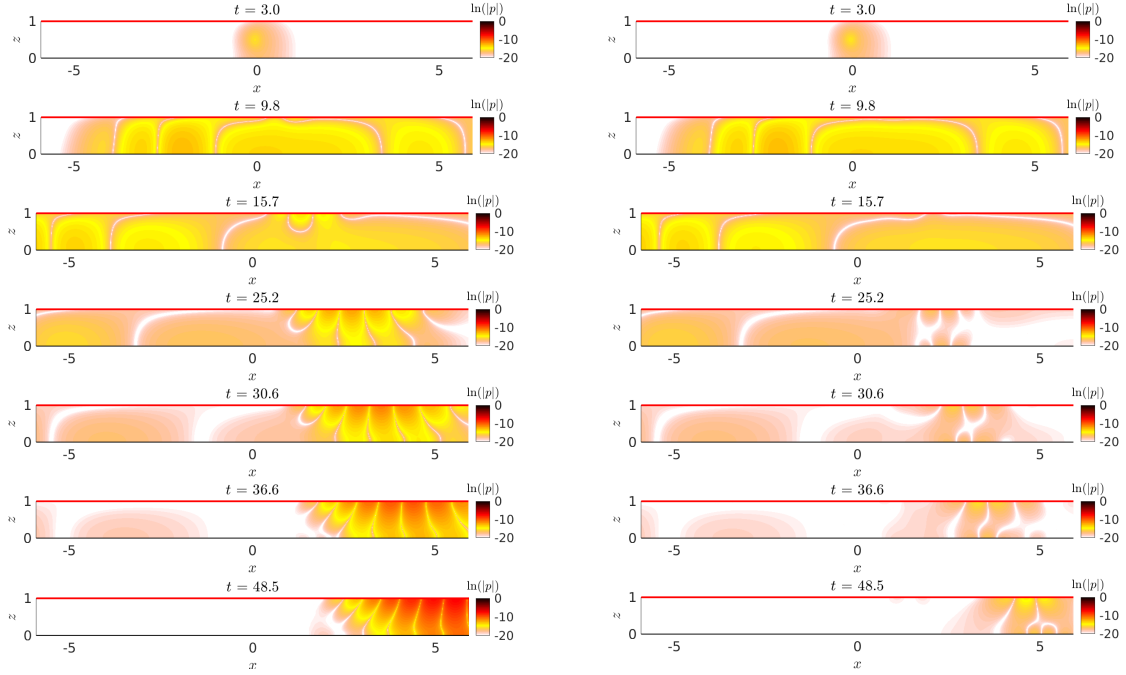 t = 3.0 ln(|p|) t = 3.0 ln(|p|)
1 0 1 0
z -10 z -10
0 -20 0 -20
-5 0 5 -5 0 5
x x
t = 9.8 ln(|p|) t = 9.8 ln(|p|)
1 0 1 0
z -10 z -10
0 -20 0 -20
-5 0 5 -5 0 5
x x
t = 15.7 ln(|p|) t = 15.7 ln(|p|)
1 0 1 0
z -10 z -10
0 -20 0 -20
-5 0 5 -5 0 5
x x
t = 25.2 ln(|p|) t = 25.2 ln(|p|)
1 0 1 0
z -10 z -10
0 -20 0 -20
-5 0 5 -5 0 5
x x
t = 30.6 ln(|p|) t = 30.6 ln(|p|)
1 0 1 0
z -10 z -10
0 -20 0 -20
-5 0 5 -5 0 5
x x
t = 36.6 ln(|p|) t = 36.6 ln(|p|)
1 0 1 0
z -10 z -10
0 -20 0 -20
-5 0 5 -5 0 5
x x
t = 48.5 ln(|p|) t = 48.5 ln(|p|)
1 0 1 0
z -10 z -10
0 -20 0 -20
-5 0 5 -5 0 5
x x